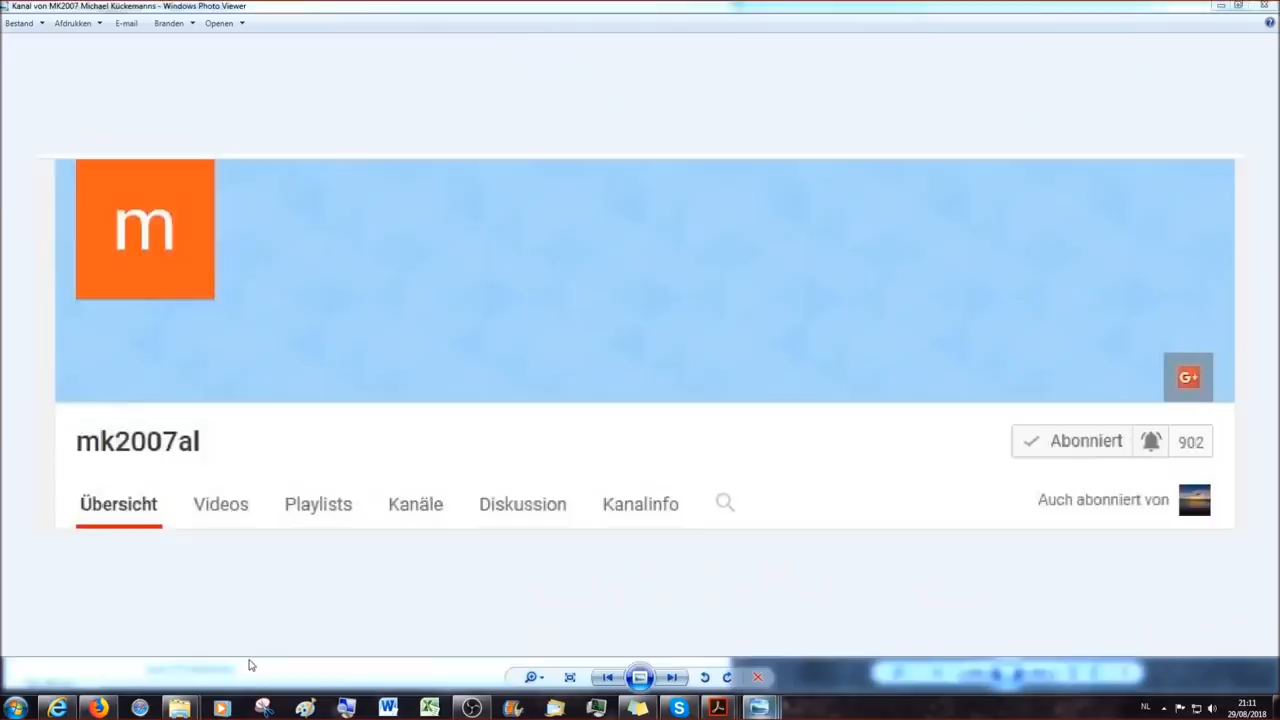 Kanal von MK2007 Michael Kückemanns - Windows Photo Viewer
Bestand Afdrukken E-mail Branden Openen
m
G+
mk2007al
Abonniert 902
Übersicht Videos Playlists Kanäle Diskussion Kanalinfo
Auch abonniert von
NL 21:11
29/08/2018